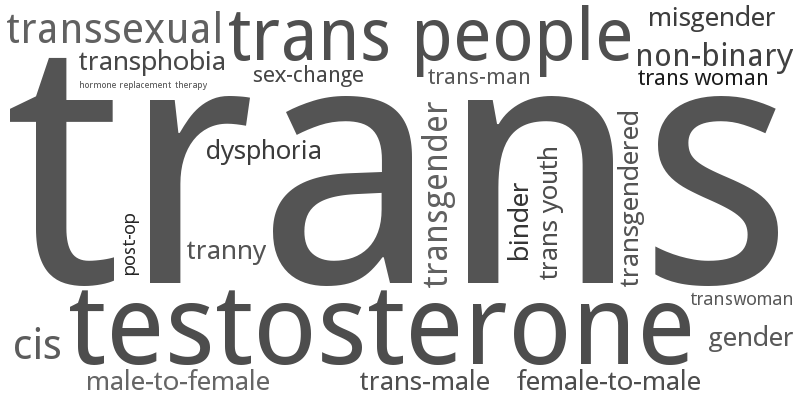 transsexual
trans people
misgender
transphobia
non-binary
sex-change
trans-man
trans woman
hormone replacement therapy
trans
dysphoria
transgender
binder
trans youth
transgendered
post-op
tranny
transwoman
testosterone
cis
gender
male-to-female
trans-male
female-to-male